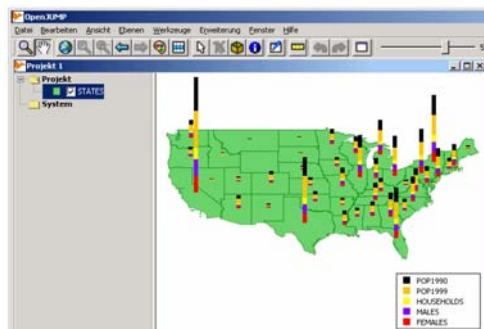 OpenJUMP
Datei Bearbeiten Ansicht Ebenen Werkzeuge Erweiterung Fenster Hilfe
Projekt 1
Projekt
STATES
System
POP1990
POP1999
HOUSEHOLDS
MALES
FEMALES